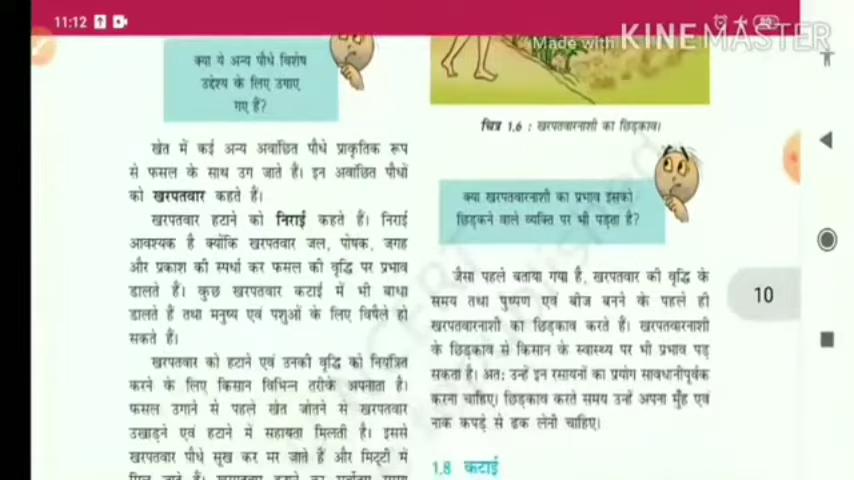 11:12
Made with KINEMASTER
क्या ये अन्य पौधे विशेष
उद्देश्य के लिए उगाए
गए हैं?
खेत में कई अन्य अवांछित पौधे प्राकृतिक रूप
से फसल के साथ उग जाते हैं। इन अवांछित पौधों
को खरपतवार कहते हैं।
खरपतवार हटाने को निराई कहते हैं। निराई
आवश्यक है क्योंकि खरपतवार जल, पोषक, जगह
और प्रकाश की स्पर्धा कर फसल की वृद्धि पर प्रभाव
डालते हैं। कुछ खरपतवार कटाई में भी बाधा
डालते हैं तथा मनुष्य एवं पशुओं के लिए विषैले हो
सकते हैं।
खरपतवार को हटाने एवं उनकी वृद्धि को नियंत्रित
करने के लिए किसान विभिन्न तरीके अपनाता है।
फसल उगाने से पहले खेत जोतने से खरपतवार
उखाड़ने एवं हटाने में सहायता मिलती है। इससे
खरपतवार पौधे सूख कर मर जाते हैं और मिट्टी में
चित्र 1.6 : खरपतवारनाशी का छिड़काव।
क्या खरपतवारनाशी का प्रभाव इसको
छिड़कने वाले व्यक्ति पर भी पड़ता है?
जैसा पहले बताया गया है, खरपतवार की वृद्धि के
समय तथा पुष्पण एवं बीज बनने के पहले ही
खरपतवारनाशी का छिड़काव करते हैं। खरपतवारनाशी
के छिड़काव से किसान के स्वास्थ्य पर भी प्रभाव पड़
सकता है। अत: उन्हें इन रसायनों का प्रयोग सावधानीपूर्वक
करना चाहिए। छिड़काव करते समय उन्हें अपना मुँह एवं
नाक कपड़े से ढक लेनी चाहिए।
1.8 कटाई
10